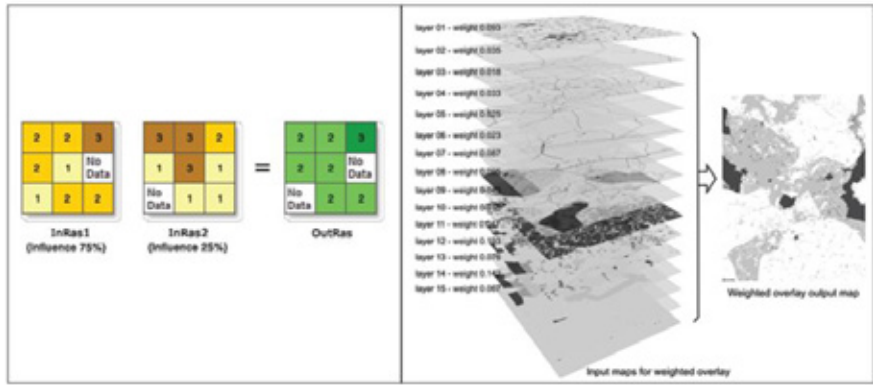 2 2 3
2 1 No Data
1 2 2
InRas1
(Influence 75%)
3 3 2
1 3 1
No Data 1 1
InRas2
(Influence 25%)
=
2 2 3
2 2 No Data
No Data 2 2
OutRas
layer 01 - weight 0.093
layer 02 - weight 0.035
layer 03 - weight 0.018
layer 04 - weight 0.033
layer 05 - weight 0.025
layer 06 - weight 0.023
layer 07 - weight 0.067
layer 08 - weight
layer 09 - weight
layer 10 - weight
layer 11 - weight
layer 12 - weight
layer 13 - weight
layer 14 - weight
layer 15 - weight
Input maps for weighted overlay
Weighted overlay output map